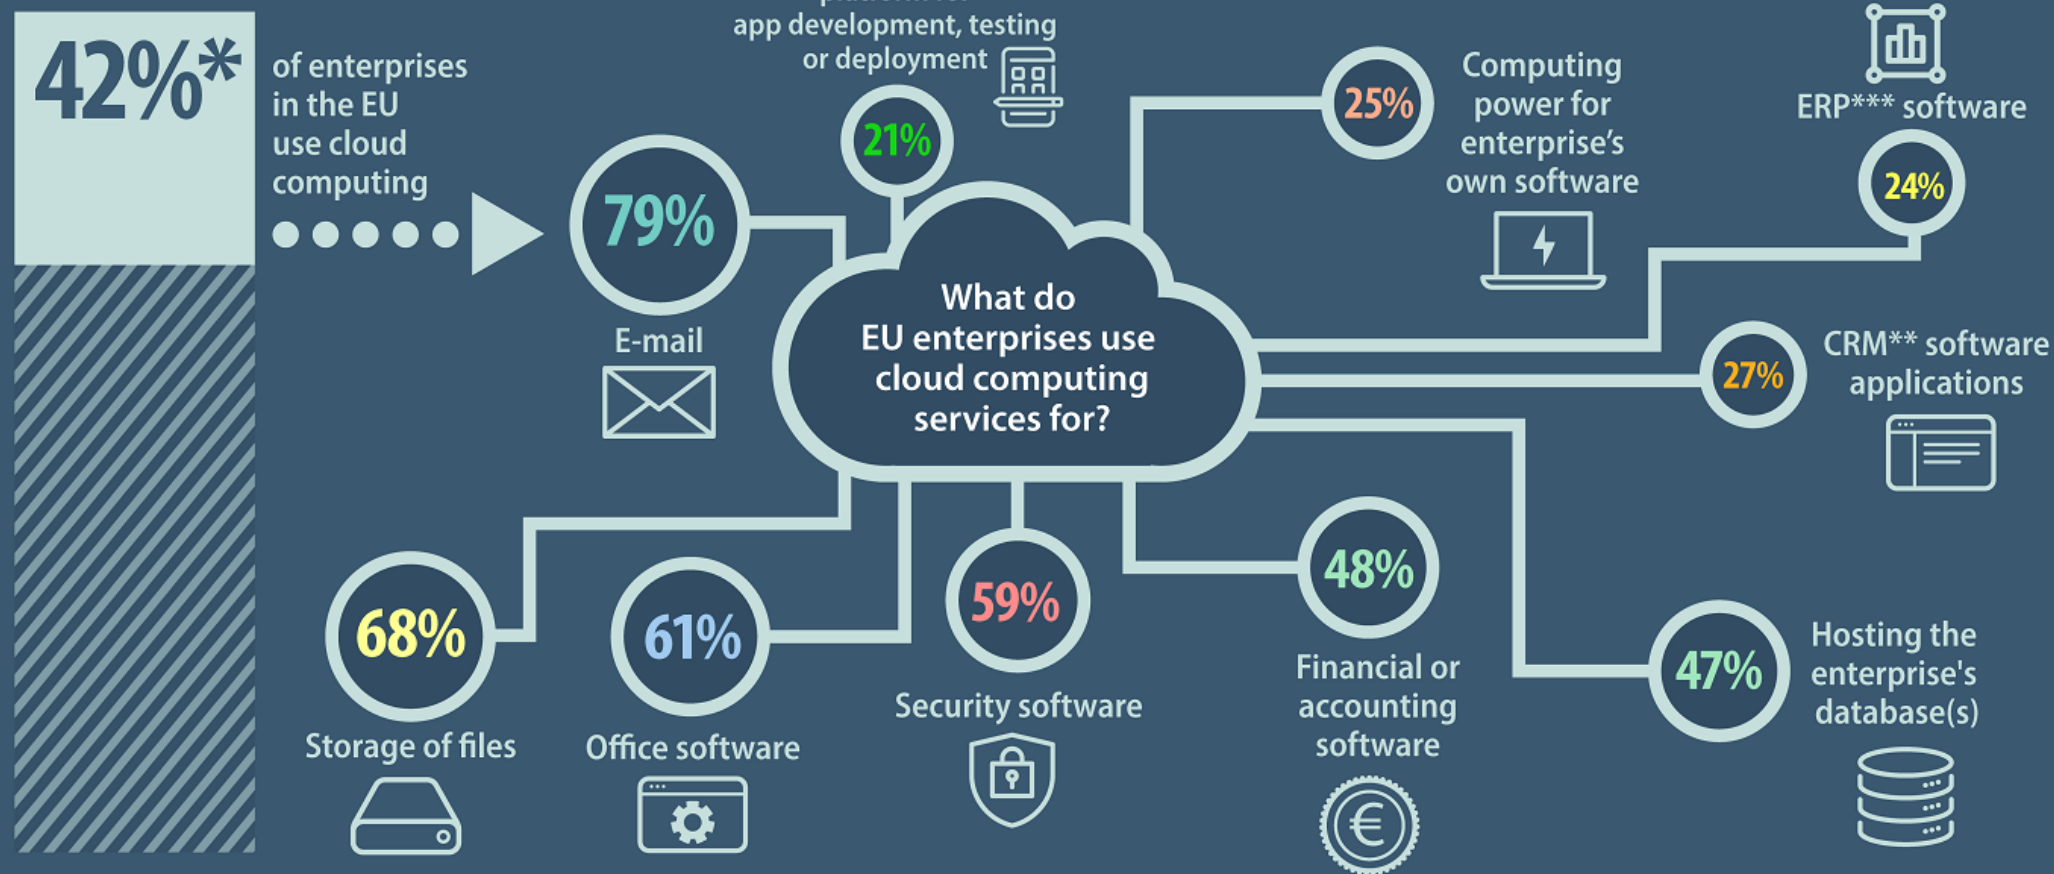 42%*
of enterprises
in the EU
use cloud
computing
79%
E-mail
app development, testing
or deployment
21%
25%
Computing
power for
enterprise’s
own software
ERP*** software
24%
What do
EU enterprises use
cloud computing
services for?
27%
CRM** software
applications
68%
Storage of files
61%
Office software
59%
Security software
48%
Financial or
accounting
software
€
47%
Hosting the
enterprise's
database(s)